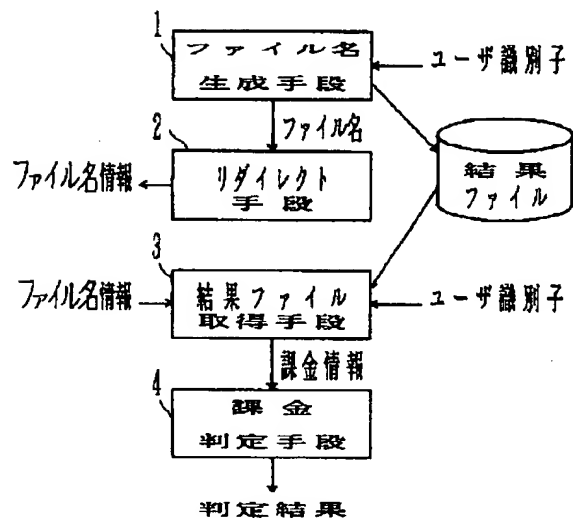 1
ファイル名
生成手段
ユーザ識別子
ファイル名
2
リダイレクト
手段
ファイル名情報
結果
ファイル
3
ファイル名情報
結果ファイル
取得手段
ユーザ識別子
課金情報
4
課金
判定手段
判定結果